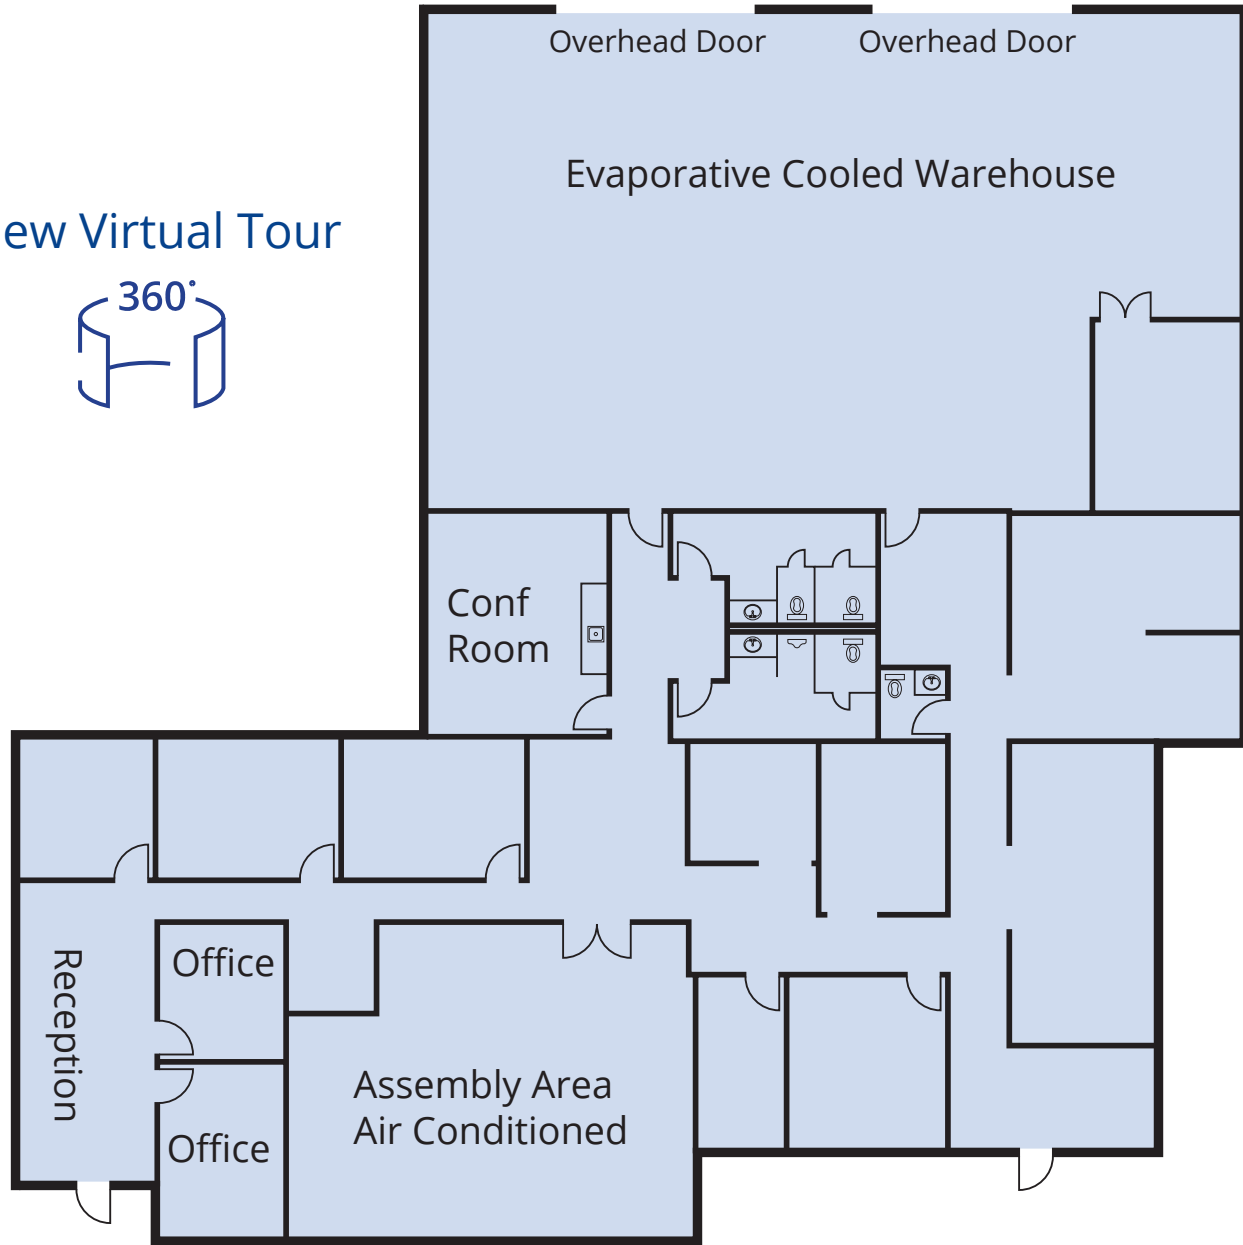 Overhead Door Overhead Door
Evaporative Cooled Warehouse
ew Virtual Tour
360°
Conf
Room
Office
Reception
Assembly Area
Air Conditioned
Office